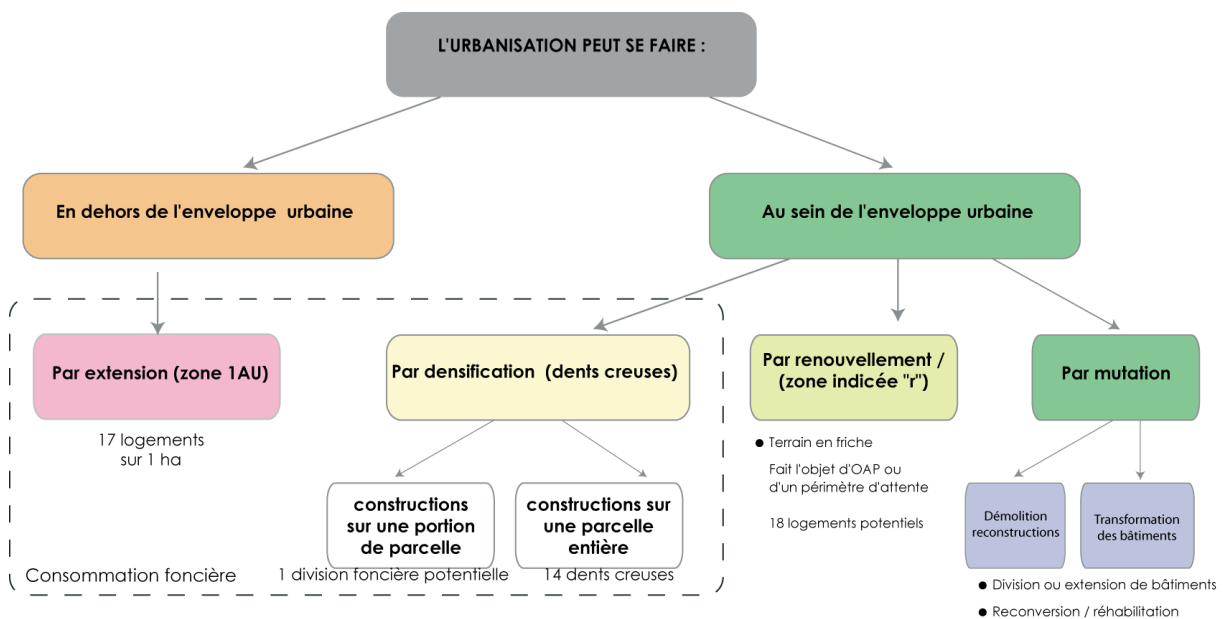 L'URBANISATION PEUT SE FAIRE :
En dehors de l'enveloppe urbaine
Au sein de l'enveloppe urbaine
Par extension (zone 1AU)
17 logements
sur 1 ha
Par densification (dents creuses)
constructions
sur une portion
de parcelle
1 division foncière potentielle
constructions sur
une parcelle
entière
14 dents creuses
Consommation foncière
Par renouvellement /
(zone indicée "r")
● Terrain en friche
Fait l'objet d'OAP ou
d'un périmètre d'attente
18 logements potentiels
Par mutation
Démolition
reconstructions
Transformation
des bâtiments
● Division ou extension de bâtiments
● Reconversion / réhabilitation